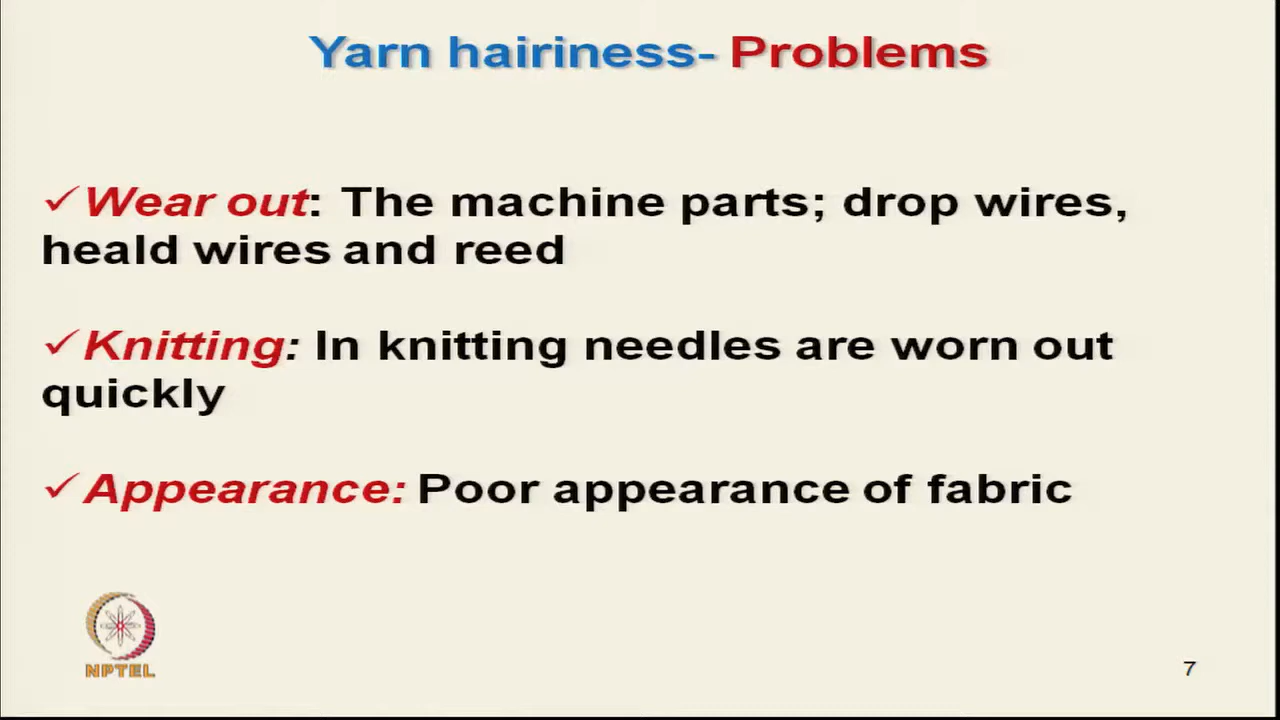 Yarn hairiness- Problems
✓Wear out: The machine parts; drop wires,
heald wires and reed
✓Knitting: In knitting needles are worn out
quickly
✓Appearance: Poor appearance of fabric
NPTEL
7